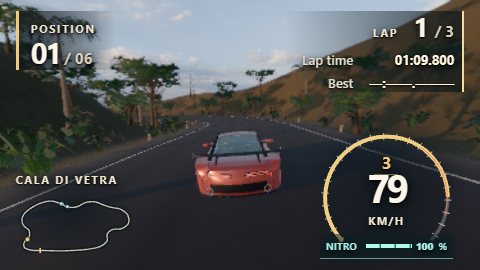 POSITION
01 / 06
LAP 1 / 3
Lap time 01:09.800
Best --:--.---
CALA DI VETRA
3
79
KM/H
NITRO 100 %